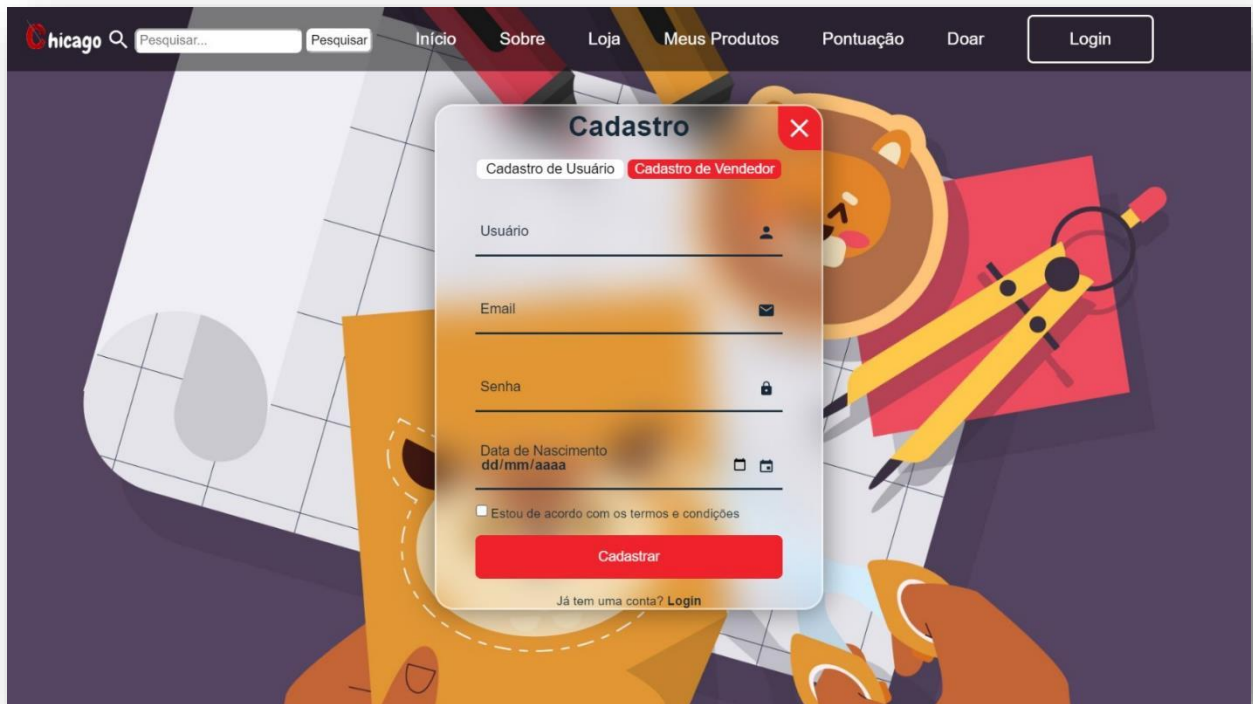 Chicago Pesquisar... Pesquisar Início Sobre Loja Meus Produtos Pontuação Doar Login
Cadastro
Cadastro de Usuário Cadastro de Vendedor
Usuário
Email
Senha
Data de Nascimento
dd/mm/aaaa
Estou de acordo com os termos e condições
Cadastrar
Já tem uma conta? Login